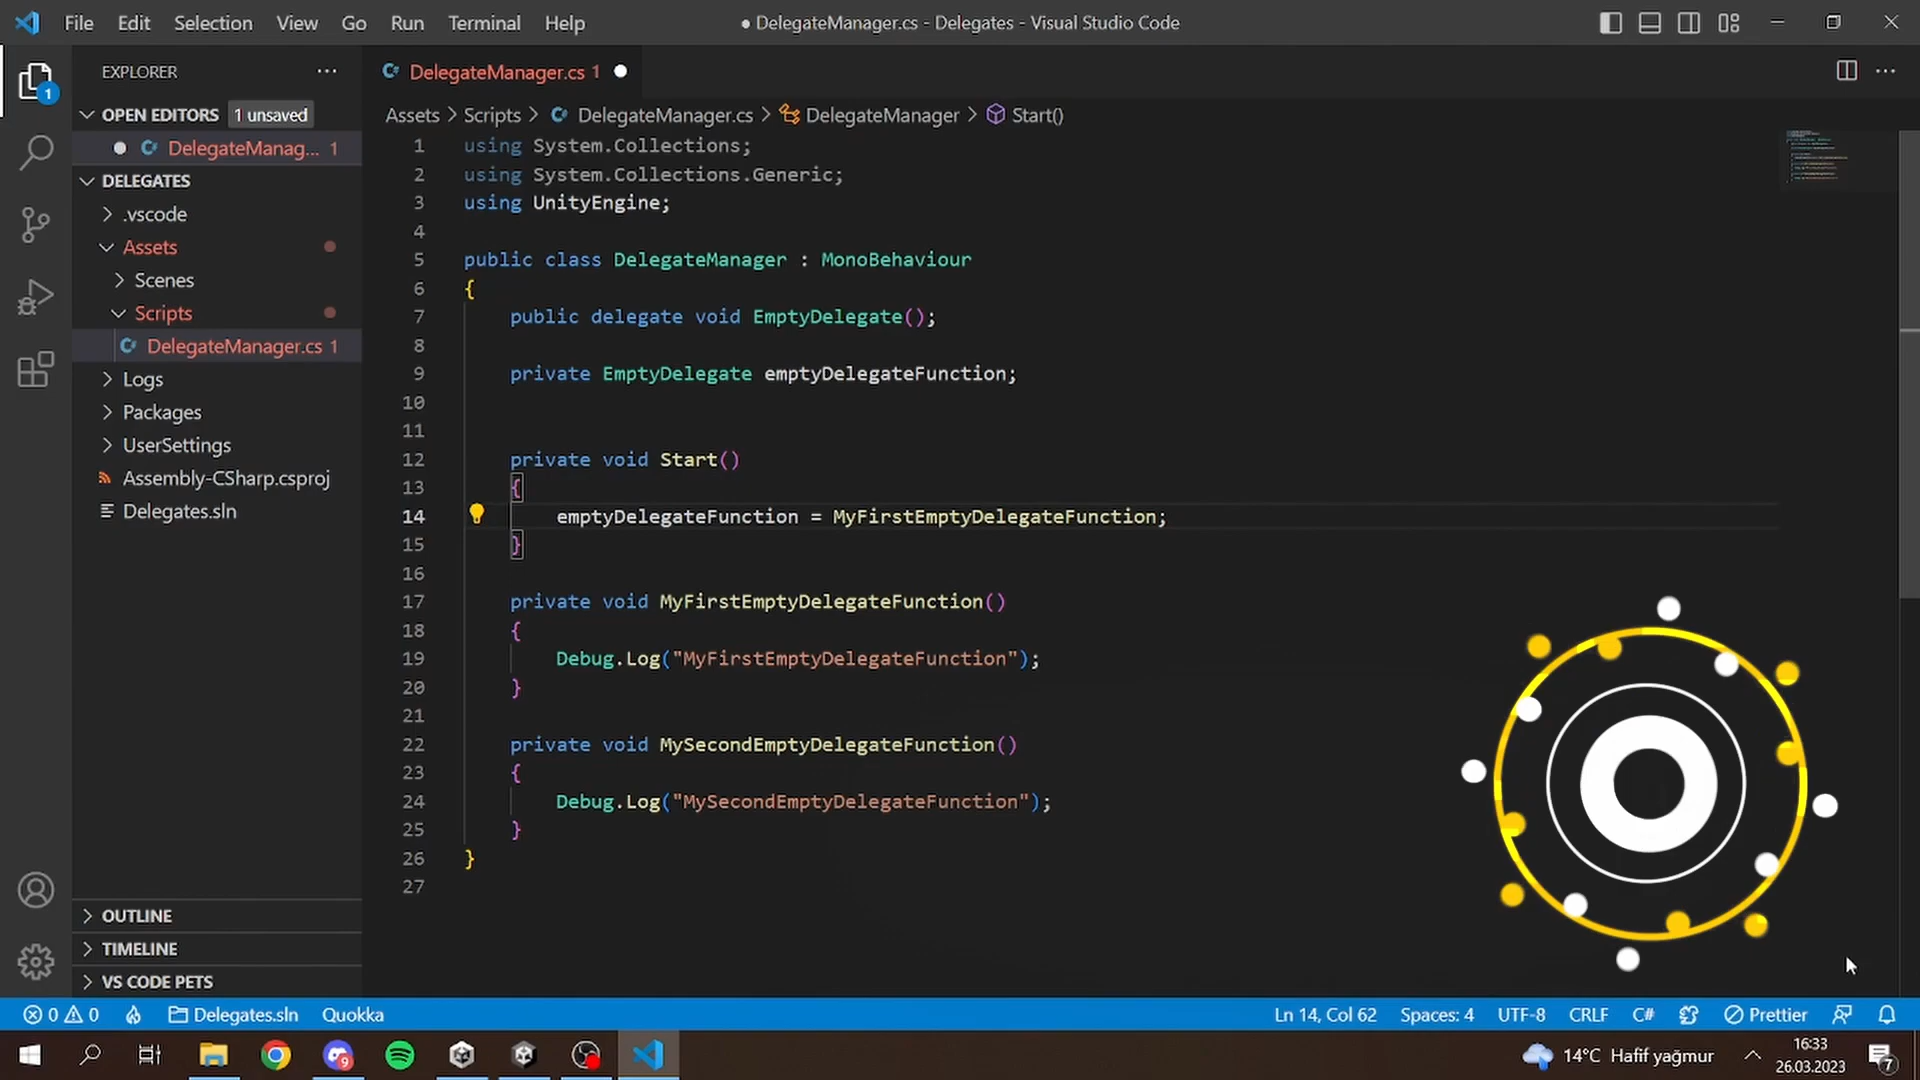 File Edit Selection View Go Run Terminal Help
● DelegateManager.cs - Delegates - Visual Studio Code
EXPLORER
OPEN EDITORS 1 unsaved
DelegateManag... 1
DELEGATES
.vscode
Assets
Scenes
Scripts
DelegateManager.cs 1
Logs
Packages
UserSettings
Assembly-CSharp.csproj
Delegates.sln
OUTLINE
TIMELINE
VS CODE PETS
1
DelegateManager.cs 1
Assets > Scripts > DelegateManager.cs > DelegateManager > Start()
1 using System.Collections;
2 using System.Collections.Generic;
3 using UnityEngine;
4
5 public class DelegateManager : MonoBehaviour
6 {
7 public delegate void EmptyDelegate();
8
9 private EmptyDelegate emptyDelegateFunction;
10
11
12 private void Start()
13 {
14 emptyDelegateFunction = MyFirstEmptyDelegateFunction;
15 }
16
17 private void MyFirstEmptyDelegateFunction()
18 {
19 Debug.Log("MyFirstEmptyDelegateFunction");
20 }
21
22 private void MySecondEmptyDelegateFunction()
23 {
24 Debug.Log("MySecondEmptyDelegateFunction");
25 }
26 }
27
0 0 Delegates.sln Quokka
Ln 14, Col 62 Spaces: 4 UTF-8 CRLF C# Prettier
9
14°C Hafif yağmur
16:33
26.03.2023
7